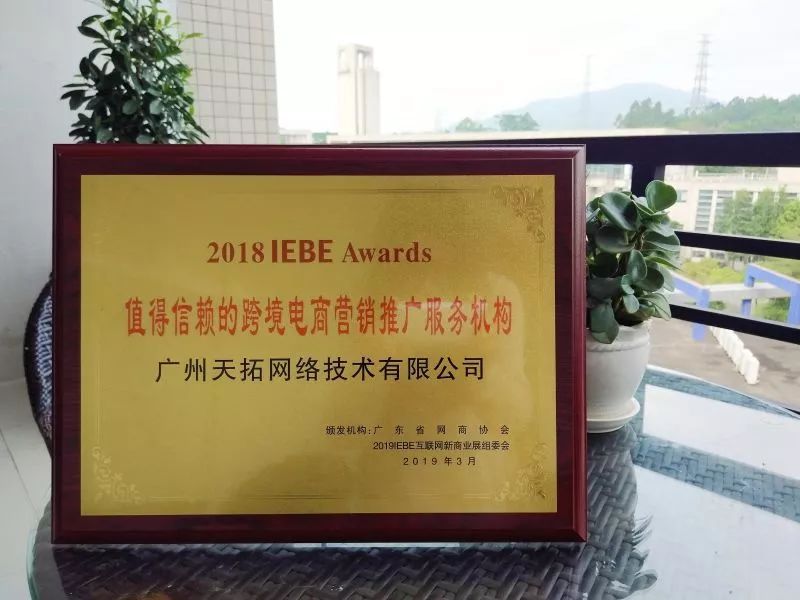 2018 IEBE Awards
值得信赖的跨境电商营销推广服务机构
广州天拓网络技术有限公司
颁发机构：广东省网商协会
2019IEBE互联网新商业展组委会
2019年3月